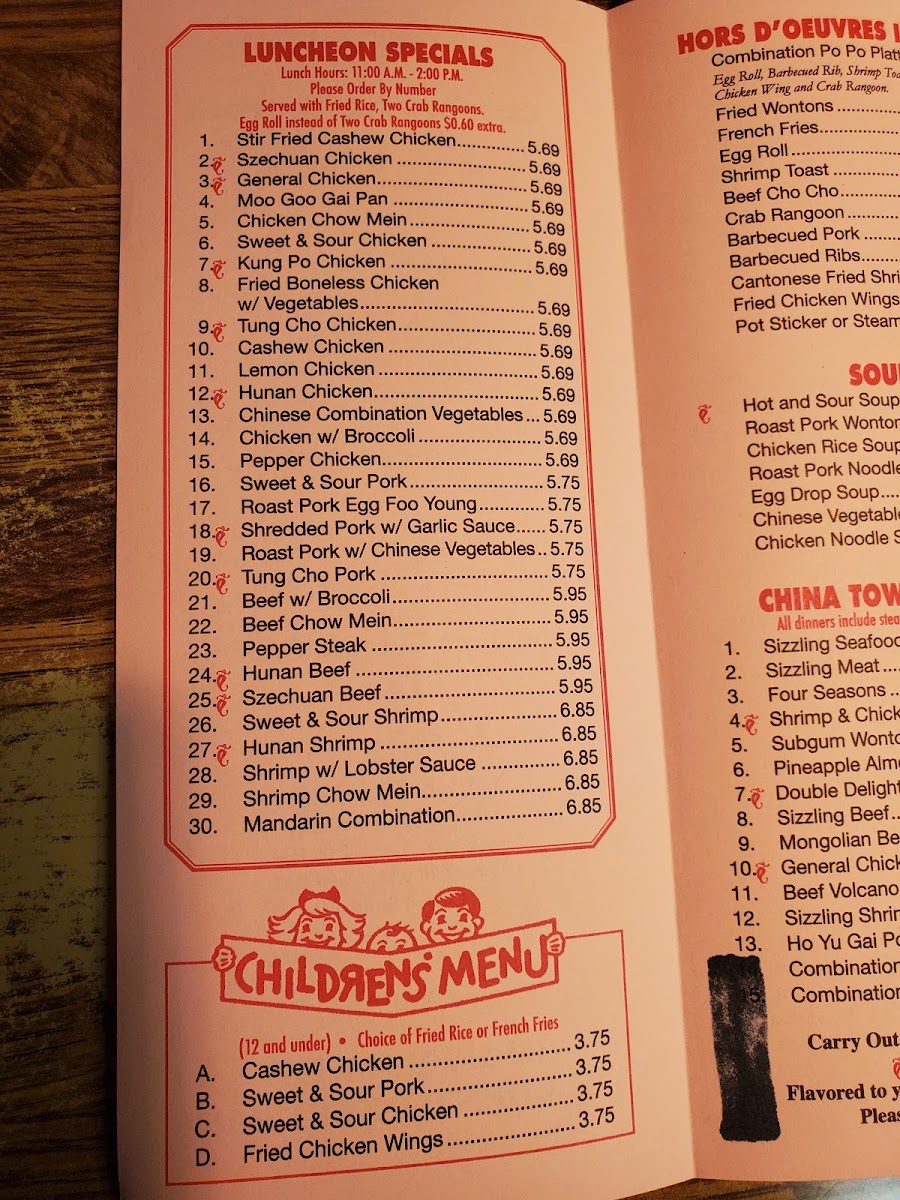 LUNCHEON SPECIALS
Lunch Hours: 11:00 A.M. - 2:00 P.M.
Please Order By Number
Served with Fried Rice, Two Crab Rangoons.
Egg Roll instead of Two Crab Rangoons $0.60 extra.
1. Stir Fried Cashew Chicken............ 5.69
2. Szechuan Chicken ....................... 5.69
3. General Chicken........................... 5.69
4. Moo Goo Gai Pan ........................ 5.69
5. Chicken Chow Mein ..................... 5.69
6. Sweet & Sour Chicken ................. 5.69
7. Kung Po Chicken ......................... 5.69
8. Fried Boneless Chicken
w/ Vegetables................................. 5.69
9. Tung Cho Chicken.......................... 5.69
10. Cashew Chicken ............................ 5.69
11. Lemon Chicken .............................. 5.69
12. Hunan Chicken............................... 5.69
13. Chinese Combination Vegetables ... 5.69
14. Chicken w/ Broccoli ....................... 5.69
15. Pepper Chicken.............................. 5.69
16. Sweet & Sour Pork ......................... 5.75
17. Roast Pork Egg Foo Young............. 5.75
18. Shredded Pork w/ Garlic Sauce...... 5.75
19. Roast Pork w/ Chinese Vegetables .. 5.75
20. Tung Cho Pork ............................... 5.75
21. Beef w/ Broccoli............................. 5.95
22. Beef Chow Mein............................. 5.95
23. Pepper Steak ................................. 5.95
24. Hunan Beef .................................... 5.95
25. Szechuan Beef ............................... 5.95
26. Sweet & Sour Shrimp..................... 6.85
27. Hunan Shrimp ................................ 6.85
28. Shrimp w/ Lobster Sauce .............. 6.85
29. Shrimp Chow Mein......................... 6.85
30. Mandarin Combination................... 6.85
CHILDRENS' MENU
(12 and under) • Choice of Fried Rice or French Fries
A. Cashew Chicken ............................ 3.75
B. Sweet & Sour Pork......................... 3.75
C. Sweet & Sour Chicken ................... 3.75
D. Fried Chicken Wings ...................... 3.75
HORS D'OEUVRES
Combination Po Po
Egg Roll, Barbecued Rib, Shrimp
Chicken Wing and Crab Rangoon.
Fried Wontons
French Fries
Egg Roll
Shrimp Toast
Beef Cho Cho
Crab Rangoon
Barbecued Pork
Barbecued Ribs
Cantonese Fried
Fried Chicken Wings
Pot Sticker or
Hot and Sour Soup
Roast Pork
Chicken Rice Soup
Roast Pork
Egg Drop Soup
Chinese
Chicken Noodle
CHINA
All dinners include
1. Sizzling Seafood
2. Sizzling Meat
3. Four Seasons
4. Shrimp &
5. Subgum
6. Pineapple
7. Double Delight
8. Sizzling Beef
9. Mongolian
10. General
11. Beef Volcano
12. Sizzling
13. Ho Yu Gai
Combination
Combination
Carry Out
Flavored to